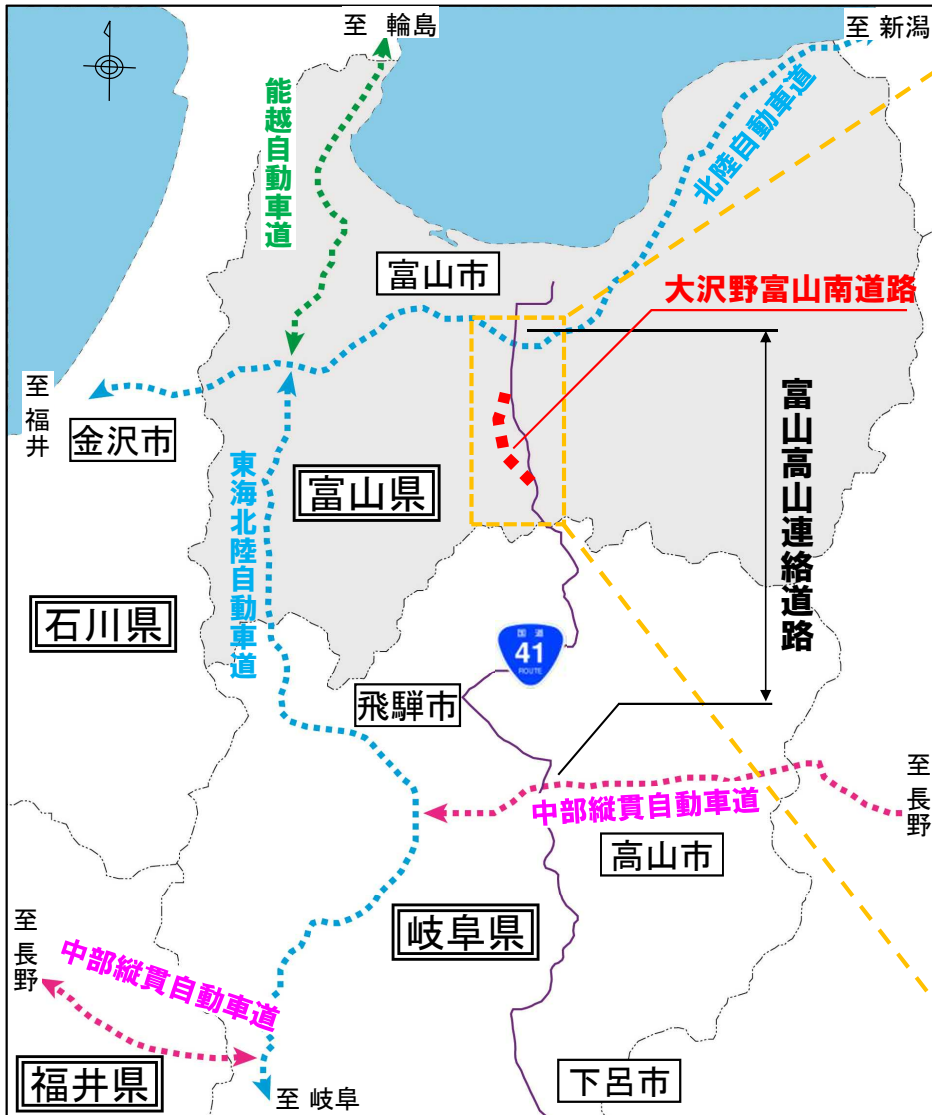 至 輪島
至 新潟
能越自動車道
北陸自動車道
富山市
大沢野富山南道路
至 福井
金沢市
東海北陸自動車道
富山県
富山高山連絡道路
石川県
国道
41
ROUTE
飛騨市
至 長野
中部縦貫自動車道
高山市
岐阜県
至 長野
中部縦貫自動車道
福井県
至 岐阜
下呂市